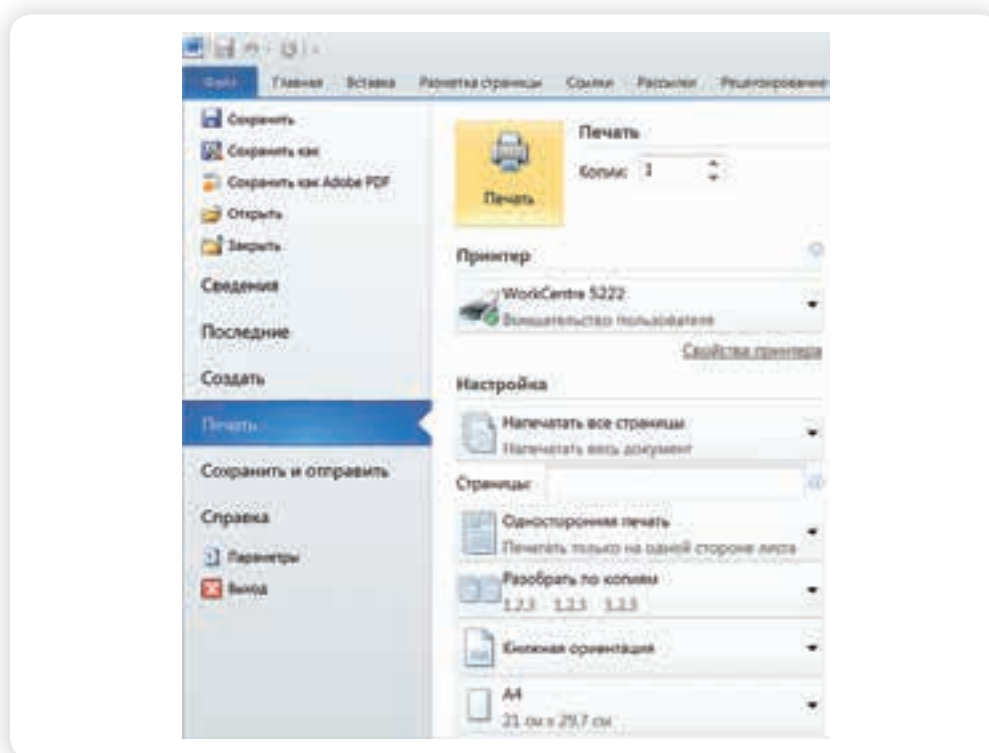 Файл Главная Вставка Разметка страницы Ссылки Рассылки Рецензирование
Сохранить
Сохранить как
Сохранить как Adobe PDF
Открыть
Закрыть
Сведения
Последние
Создать
Печать
Сохранить и отправить
Справка
Параметры
Выход
Печать
Печать
Копии: 1
Принтер
WorkCentre 5222
Вмешательство пользователя
Свойства принтера
Настройка
Напечатать все страницы
Напечатать весь документ
Страницы:
Односторонняя печать
Печатать только на одной стороне листа
Разобрать по копиям
1,2,3 1,2,3 1,2,3
Книжная ориентация
A4
21 см x 29,7 см